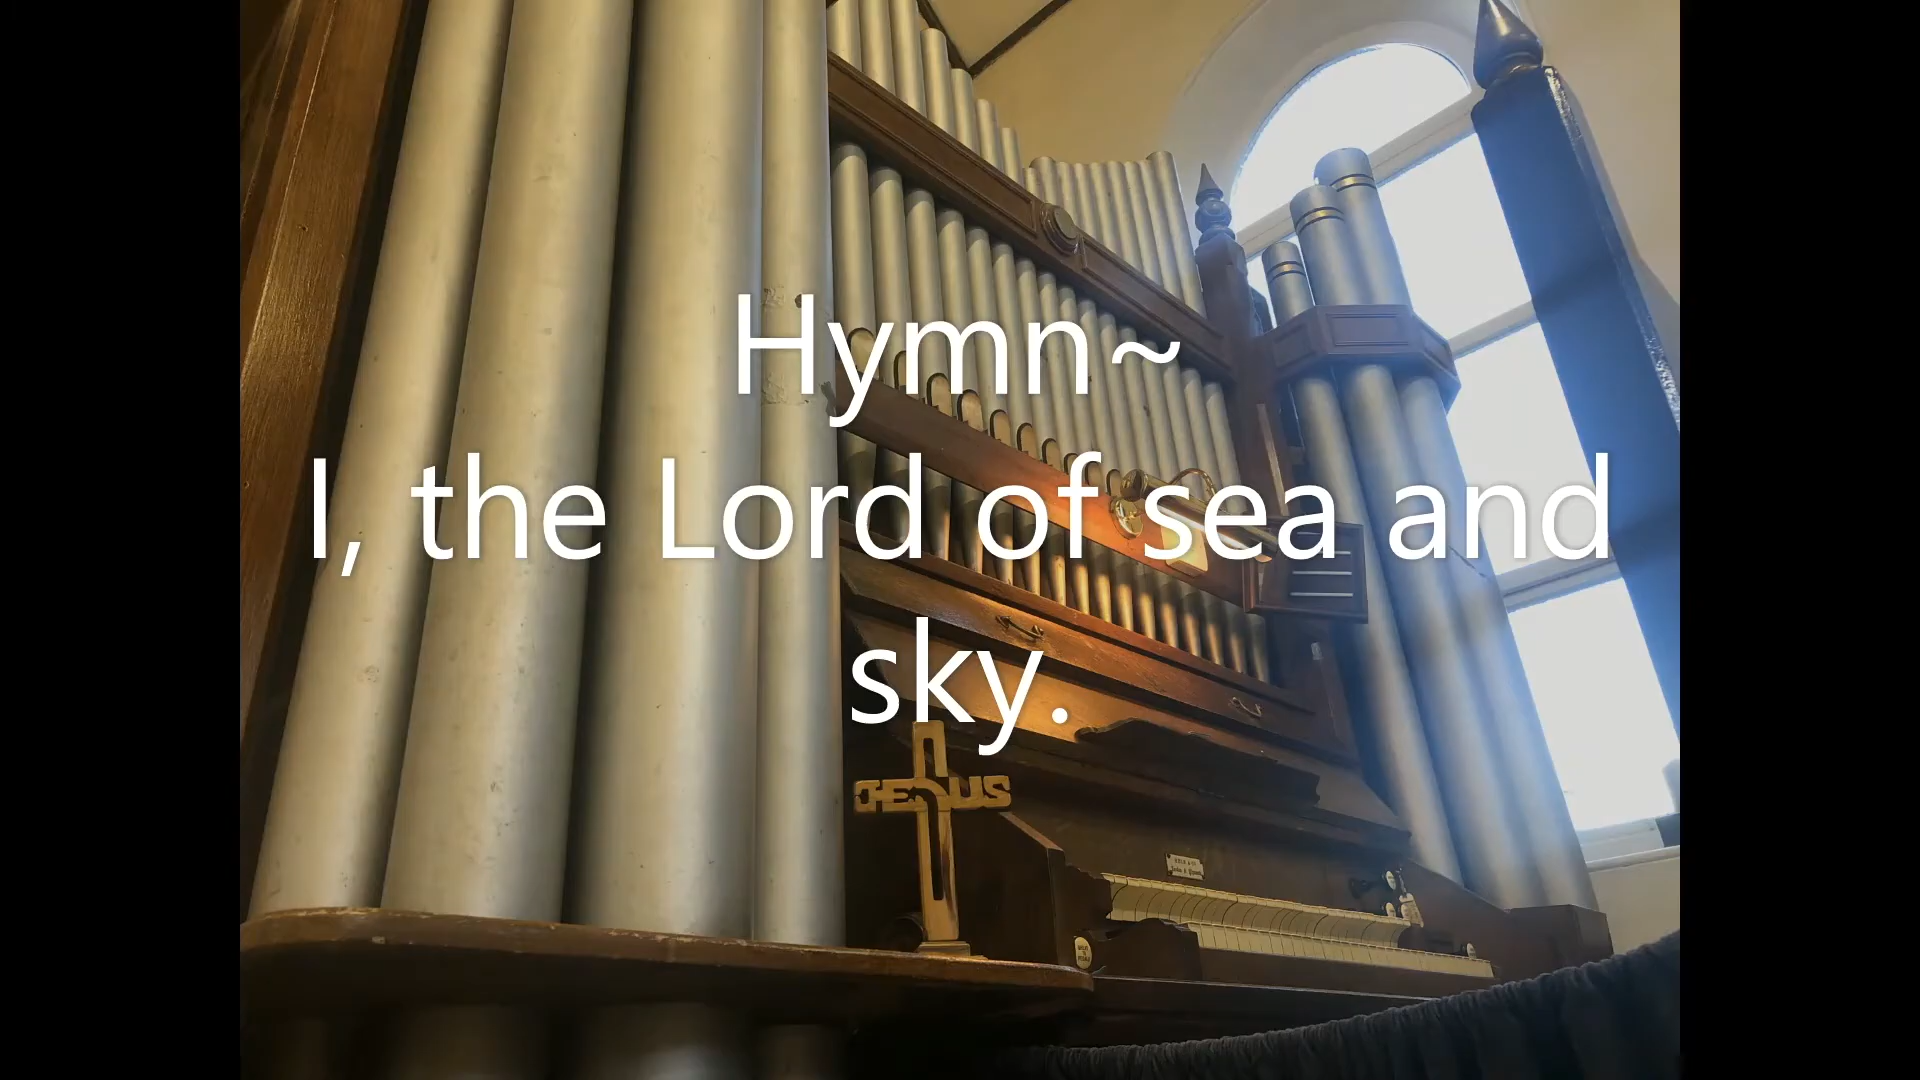 Hymn~
I, the Lord of sea and
sky.
JESUS